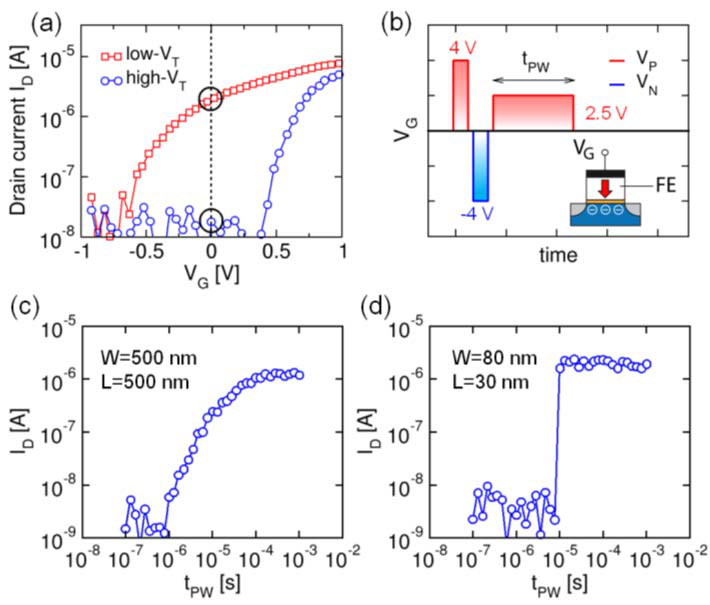 (a)
Drain current I_D [A]
10^-5
10^-6
10^-7
10^-8
low-V_T
high-V_T
-1 -0.5 0 0.5 1
V_G [V]
(b)
V_G
4 V
t_PW
V_P
V_N
2.5 V
-4 V
V_G
FE
⊖⊖⊖
time
(c)
I_D [A]
10^-5
10^-6
10^-7
10^-8
10^-9
W=500 nm
L=500 nm
10^-8 10^-7 10^-6 10^-5 10^-4 10^-3 10^-2
t_PW [s]
(d)
I_D [A]
10^-5
10^-6
10^-7
10^-8
10^-9
W=80 nm
L=30 nm
10^-8 10^-7 10^-6 10^-5 10^-4 10^-3 10^-2
t_PW [s]